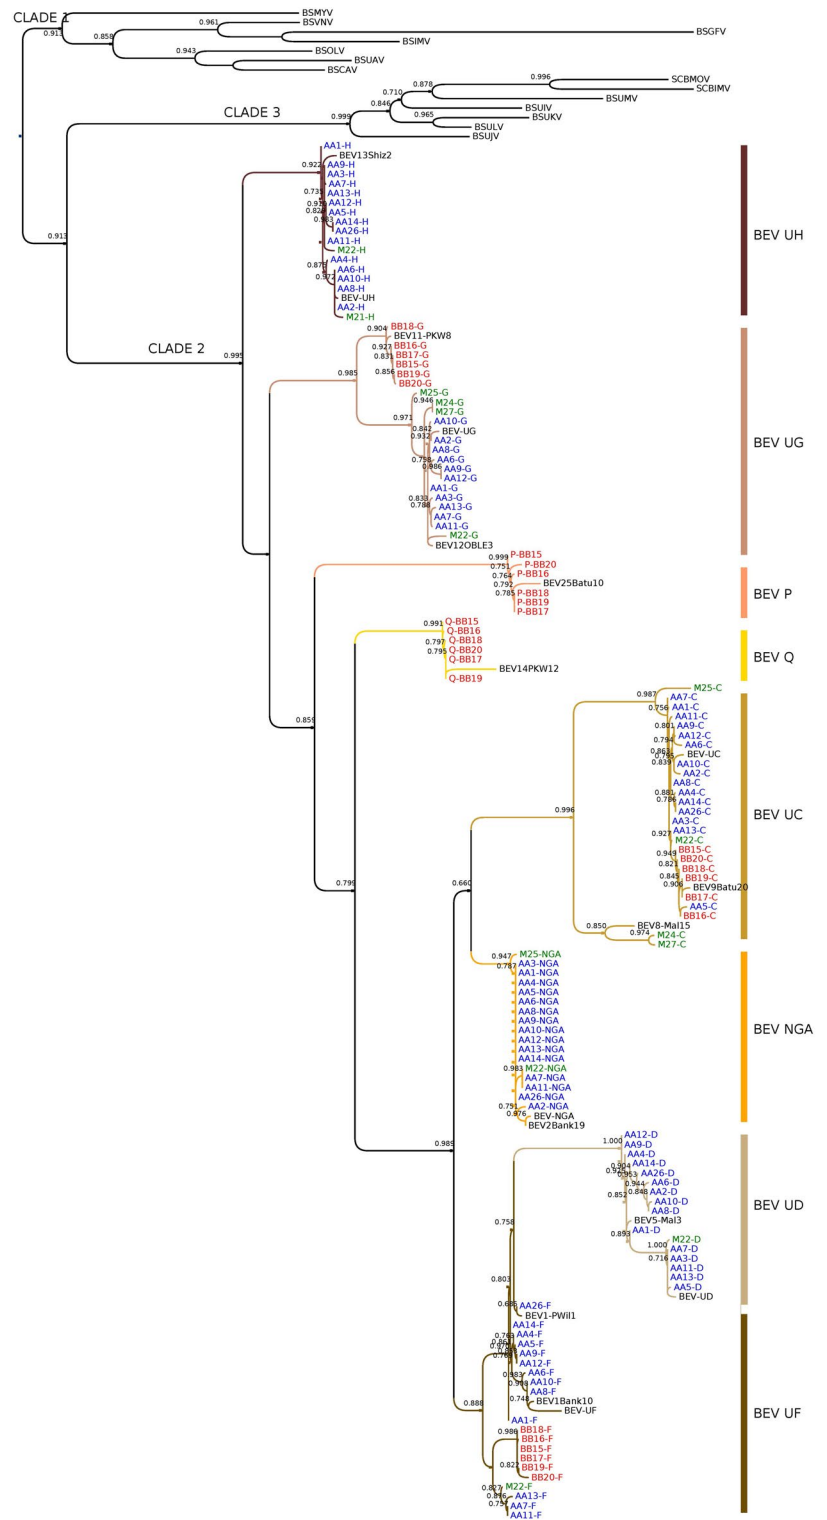 CLADE 1
BSMYV
0.961
BSVNV
0.911
0.858
BSGFV
BSIMV
0.943
BSOLV
BSUAV
BSCAV
0.996
SCBMOV
0.878
SCBIMV
0.710
BSUMV
0.846
BSUIV
CLADE 3
0.999
0.965
BSUKV
BSULV
BSUJV
AA1-H
BEV13Shiz2
0.922
AA9-H
AA3-H
AA7-H
AA13-H
AA12-H
AA5-H
AA14-H
AA26-H
BEV UH
0.913
AA11-H
M22-H
AA4-H
AA6-H
AA10-H
AA8-H
BEV-UH
AA2-H
M21-H
0.904
BB18-G
BEV11-PKW8
CLADE 2
0.927
BB16-G
0.995
0.831
BB17-G
BB15-G
0.985
0.856
BB19-G
BB20-G
M25-G
0.946
M24-G
M27-G
0.971
AA10-G
0.842
BEV-UG
0.932
AA2-G
BEV UG
AA8-G
0.798
AA6-G
0.986
AA9-G
AA12-G
AA1-G
0.833
AA3-G
0.788
AA13-G
AA7-G
AA11-G
M22-G
BEV12OBLE3
0.999
P-BB15
0.751
P-BB20
0.764
P-BB16
0.792
BEV25Batu10
0.785
P-BB18
BEV P
P-BB19
P-BB17
0.991
Q-BB15
Q-BB16
0.797
Q-BB18
0.795
Q-BB20
BEV Q
Q-BB17
BEV14PKW12
Q-BB19
0.987
M25-C
AA7-C
0.756
AA1-C
AA11-C
0.859
0.801
AA9-C
AA12-C
0.794
AA6-C
BEV-UC
0.839
AA10-C
AA2-C
AA8-C
0.881
AA4-C
0.786
AA14-C
AA26-C
BEV UC
0.996
AA3-C
0.927
AA13-C
M22-C
0.949
BB15-C
0.821
BB20-C
BB18-C
0.845
BB19-C
0.906
BEV9Batu20
0.799
0.660
BB17-C
AA5-C
BB16-C
0.850
BEV8-Mal15
0.974
M24-C
M27-C
0.947
M25-NGA
0.787
AA3-NGA
AA1-NGA
AA4-NGA
AA5-NGA
AA6-NGA
AA8-NGA
AA9-NGA
AA10-NGA
BEV NGA
AA12-NGA
AA13-NGA
AA14-NGA
0.983
M22-NGA
AA7-NGA
AA11-NGA
AA26-NGA
0.751
AA2-NGA
0.976
BEV-NGA
BEV2Bank19
AA12-D
0.989
1.000
AA9-D
AA4-D
AA14-D
AA26-D
0.944
AA6-D
0.848
AA2-D
0.852
AA10-D
AA8-D
BEV UD
BEV5-Mal3
0.758
0.893
AA1-D
M22-D
1.000
AA7-D
0.716
AA3-D
AA11-D
0.803
AA13-D
AA5-D
BEV-UD
AA26-F
BEV1-PWil1
AA14-F
AA4-F
AA5-F
AA9-F
AA12-F
0.983
AA6-F
AA10-F
AA8-F
0.748
BEV1Bank10
0.888
BEV-UF
BEV UF
AA1-F
0.986
BB18-F
BB16-F
BB15-F
BB17-F
BB19-F
BB20-F
0.827
M22-F
0.876
AA13-F
AA7-F
AA11-F